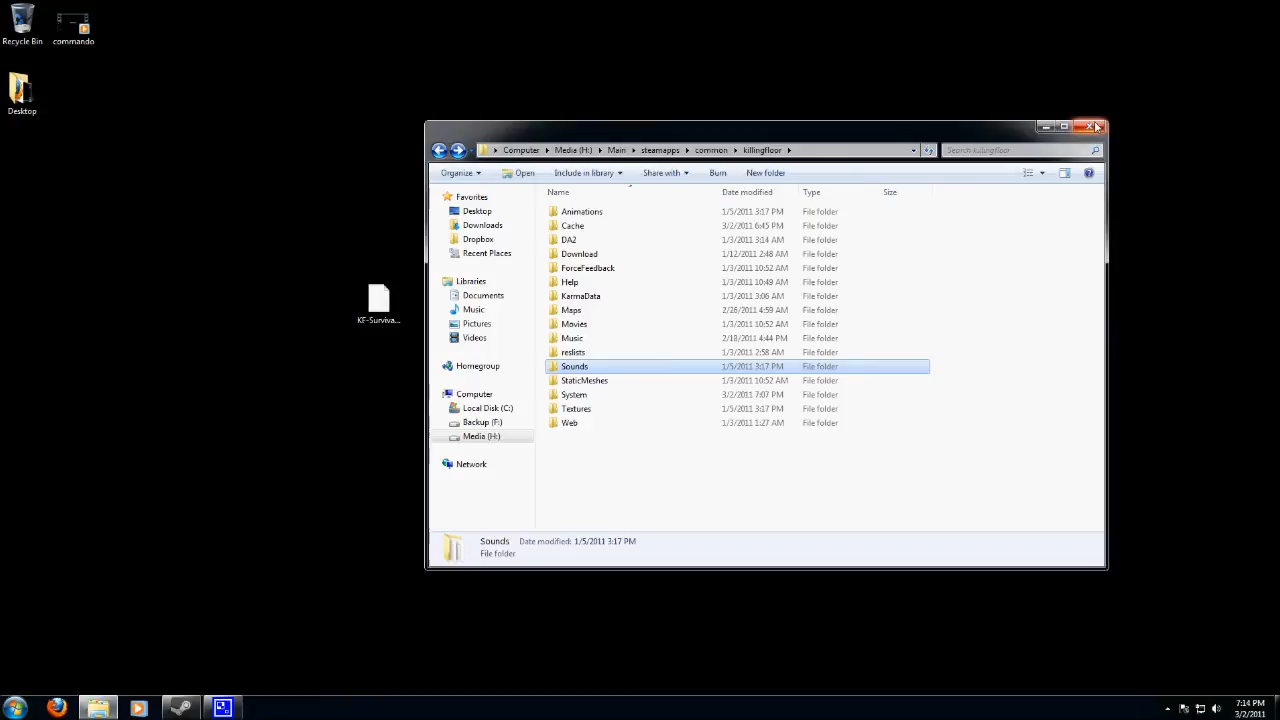 Recycle Bin
commando
Desktop
KF-Surviva...
Computer Media (H:) Main steamapps common killingfloor
Search killingfloor
Organize Open Include in library Share with Burn New folder
Name Date modified Type Size
Favorites
Desktop
Downloads
Dropbox
Recent Places
Libraries
Documents
Music
Pictures
Videos
Homegroup
Computer
Local Disk (C:)
Backup (F:)
Media (H:)
Network
Animations 1/5/2011 3:17 PM File folder
Cache 3/2/2011 6:45 PM File folder
DA2 1/3/2011 3:14 AM File folder
Download 1/12/2011 2:48 AM File folder
ForceFeedback 1/3/2011 10:52 AM File folder
Help 1/3/2011 10:49 AM File folder
KarmaData 1/3/2011 3:06 AM File folder
Maps 2/26/2011 4:59 AM File folder
Movies 1/3/2011 10:52 AM File folder
Music 2/18/2011 4:44 PM File folder
reslists 1/3/2011 2:58 AM File folder
Sounds 1/5/2011 3:17 PM File folder
StaticMeshes 1/3/2011 10:52 AM File folder
System 3/2/2011 7:07 PM File folder
Textures 1/5/2011 3:17 PM File folder
Web 1/3/2011 1:27 AM File folder
Sounds Date modified: 1/5/2011 3:17 PM
File folder
7:14 PM
3/2/2011